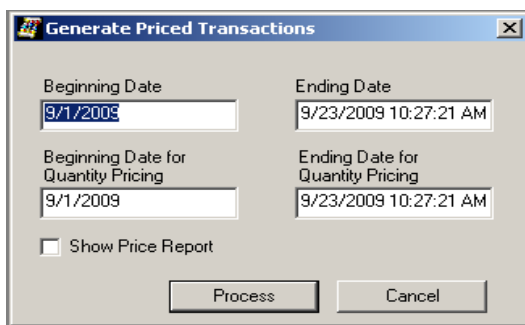 Generate Priced Transactions
Beginning Date
Ending Date
9/1/2009
9/23/2009 10:27:21 AM
Beginning Date for
Quantity Pricing
Ending Date for
Quantity Pricing
9/1/2009
9/23/2009 10:27:21 AM
Show Price Report
Process
Cancel